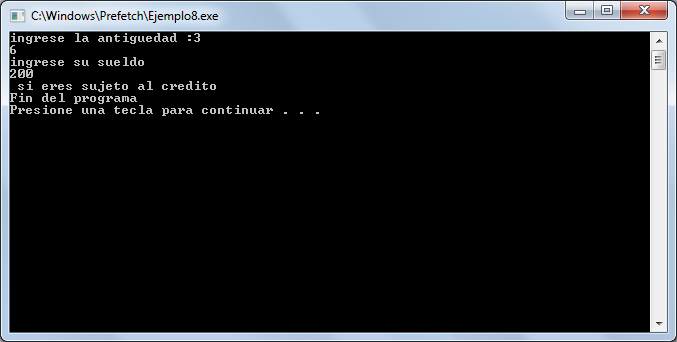 C:\Windows\Prefetch\Ejemplo8.exe
ingrese la antiguedad :3
6
ingrese su sueldo
200
 si eres sujeto al credito
Fin del programa
Presione una tecla para continuar . . .